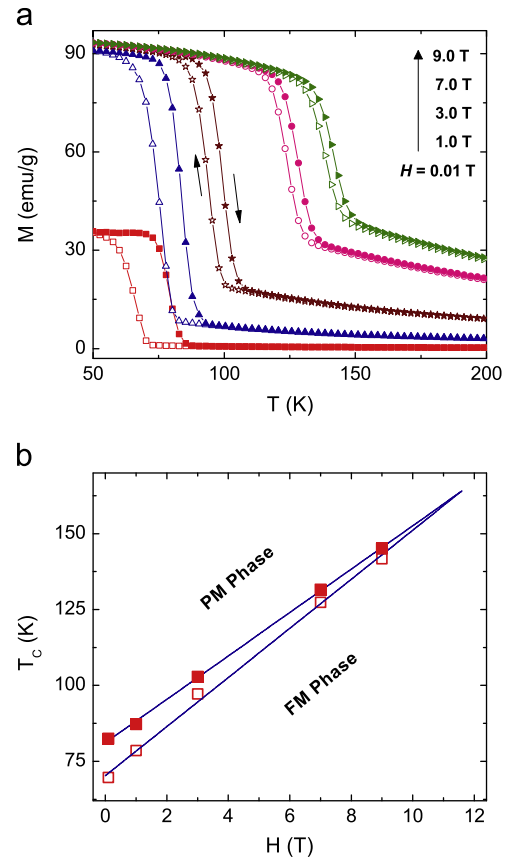 a
90
60
30
0
M (emu/g)
9.0 T
7.0 T
3.0 T
1.0 T
H = 0.01 T
50
100
150
200
T (K)
b
150
125
100
75
T_C (K)
PM Phase
FM Phase
0
2
4
6
8
10
12
H (T)